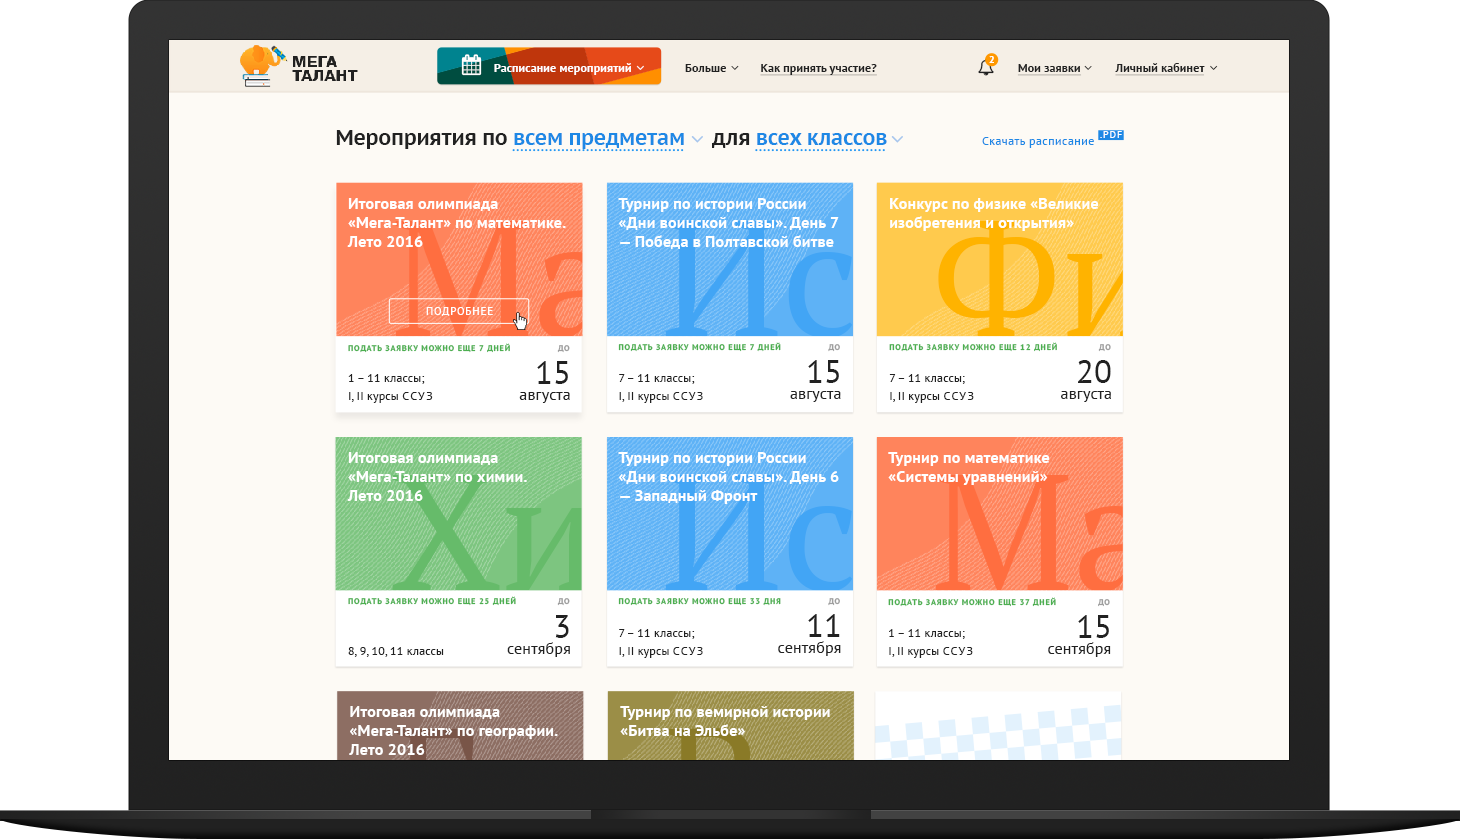 МЕГА
ТАЛАНТ
Расписание мероприятий
Больше
Как принять участие?
2
Мои заявки
Личный кабинет
Мероприятия по всем предметам для всех классов
Скачать расписание .PDF
Итоговая олимпиада
«Мега-Талант» по математике.
Лето 2016
Ма
ПОДРОБНЕЕ
ПОДАТЬ ЗАЯВКУ МОЖНО ЕЩЕ 7 ДНЕЙ
ДО
15
августа
1 – 11 классы;
I, II курсы ССУЗ
Турнир по истории России
«Дни воинской славы». День 7
— Победа в Полтавской битве
Ис
ПОДАТЬ ЗАЯВКУ МОЖНО ЕЩЕ 7 ДНЕЙ
ДО
15
августа
7 – 11 классы;
I, II курсы ССУЗ
Конкурс по физике «Великие
изобретения и открытия»
Фи
ПОДАТЬ ЗАЯВКУ МОЖНО ЕЩЕ 12 ДНЕЙ
ДО
20
августа
7 – 11 классы;
I, II курсы ССУЗ
Итоговая олимпиада
«Мега-Талант» по химии.
Лето 2016
Хи
ПОДАТЬ ЗАЯВКУ МОЖНО ЕЩЕ 25 ДНЕЙ
ДО
3
сентября
8, 9, 10, 11 классы
Турнир по истории России
«Дни воинской славы». День 6
— Западный Фронт
Ис
ПОДАТЬ ЗАЯВКУ МОЖНО ЕЩЕ 33 ДНЯ
ДО
11
сентября
7 – 11 классы;
I, II курсы ССУЗ
Турнир по математике
«Системы уравнений»
Ма
ПОДАТЬ ЗАЯВКУ МОЖНО ЕЩЕ 37 ДНЕЙ
ДО
15
сентября
1 – 11 классы;
I, II курсы ССУЗ
Итоговая олимпиада
«Мега-Талант» по географии.
Лето 2016
Турнир по вемирной истории
«Битва на Эльбе»